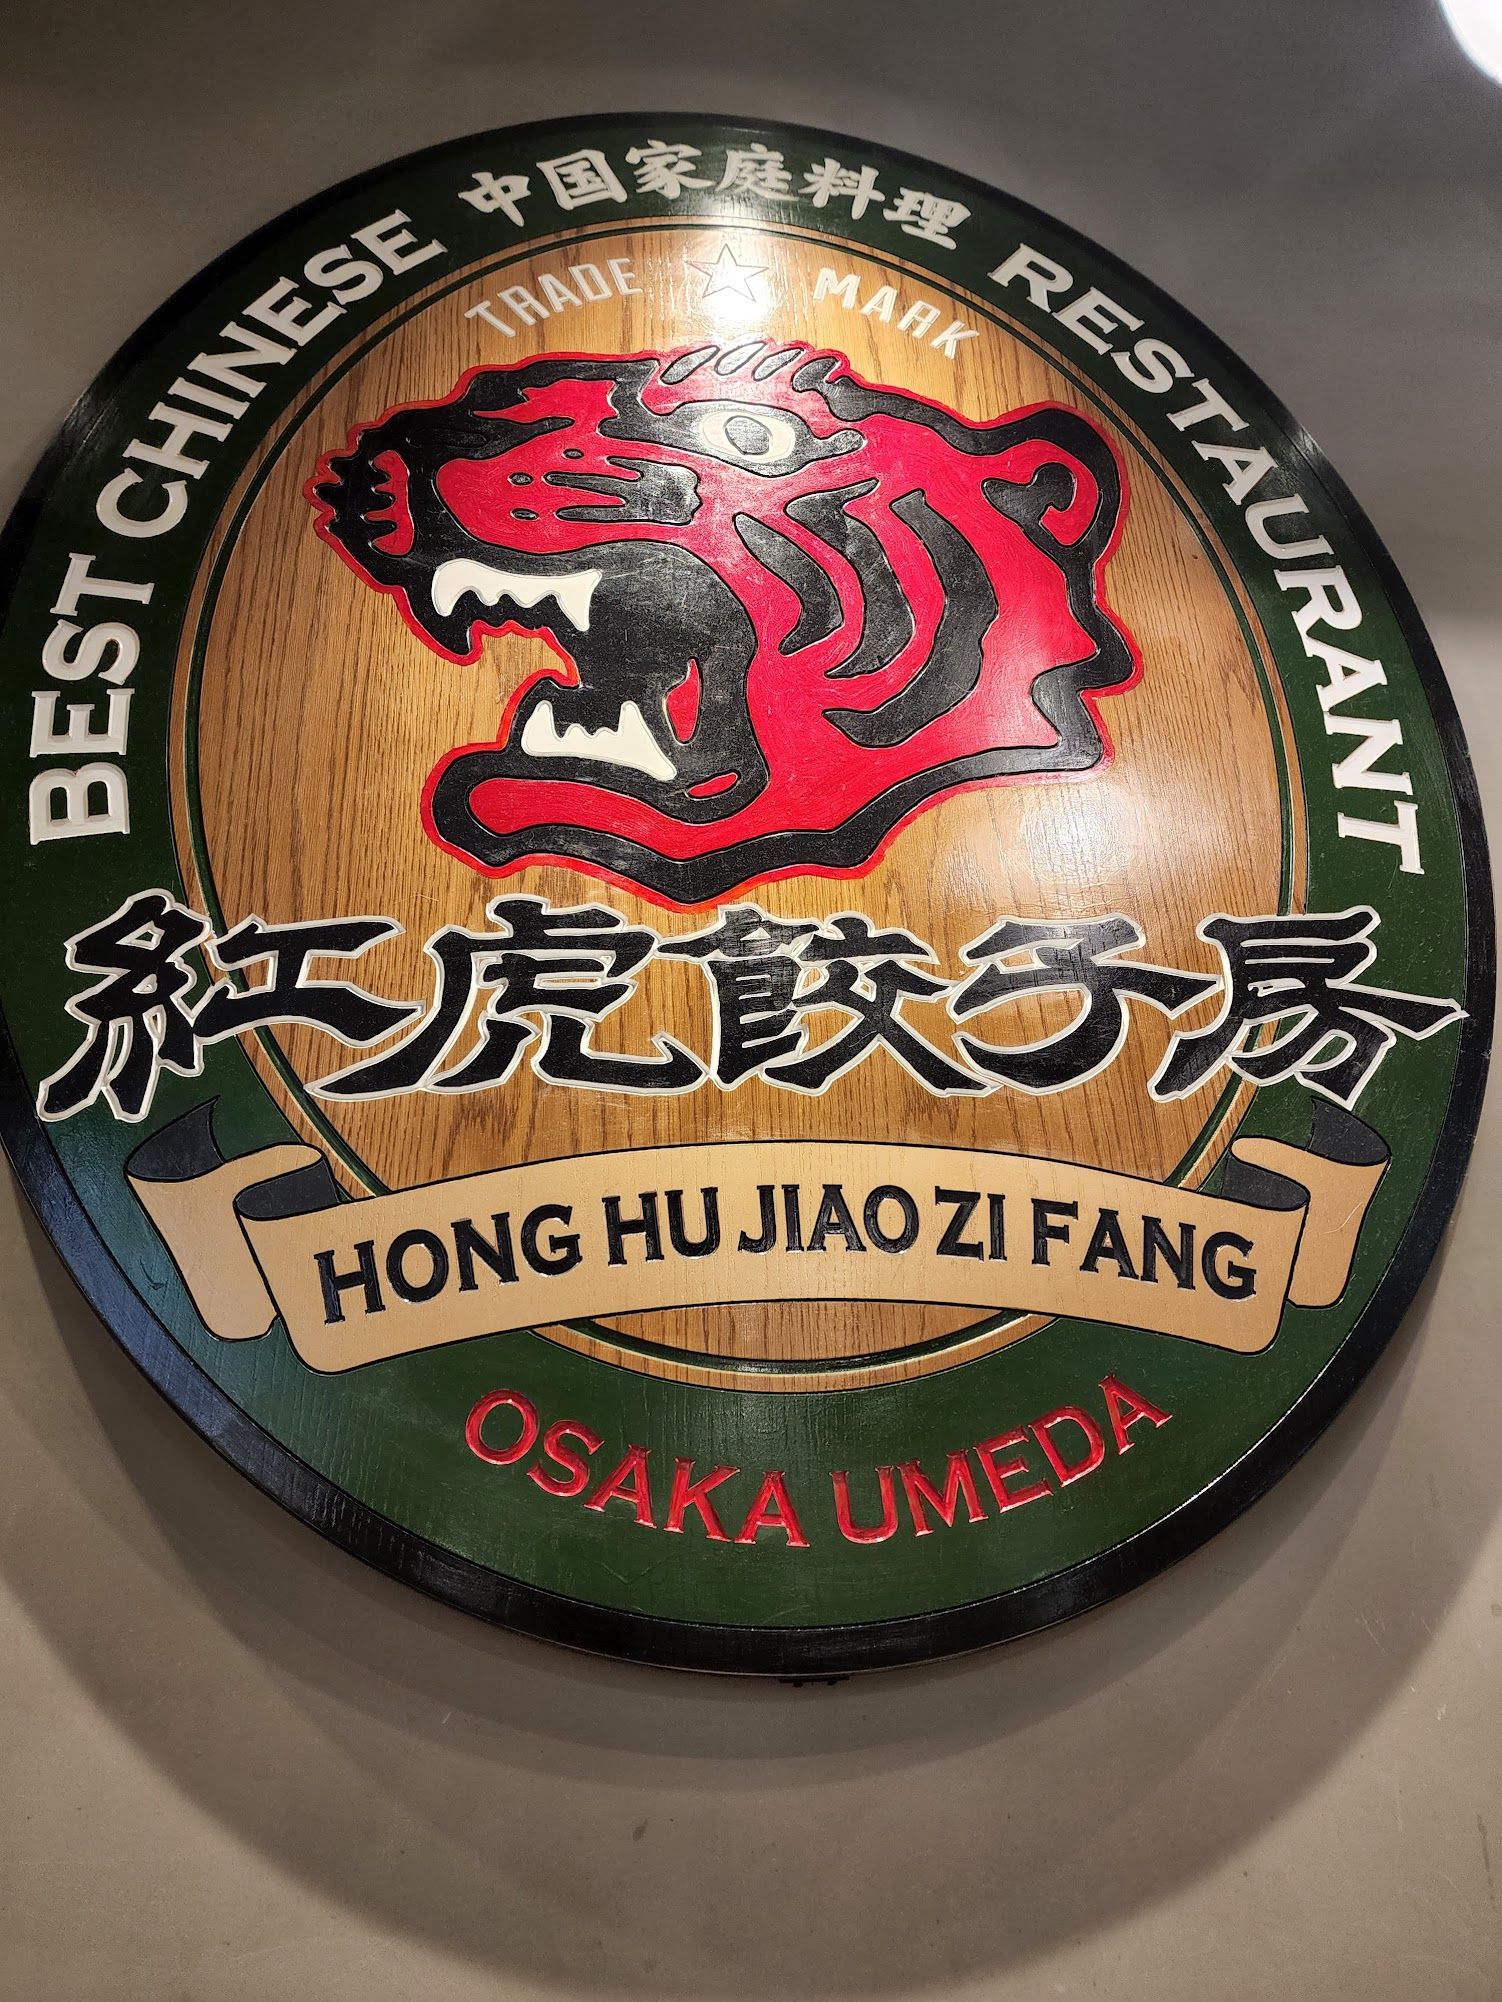 BEST CHINESE 中国家庭料理 RESTAURANT
TRADE MARK
紅虎餃子房
HONG HU JIAO ZI FANG
OSAKA UMEDA